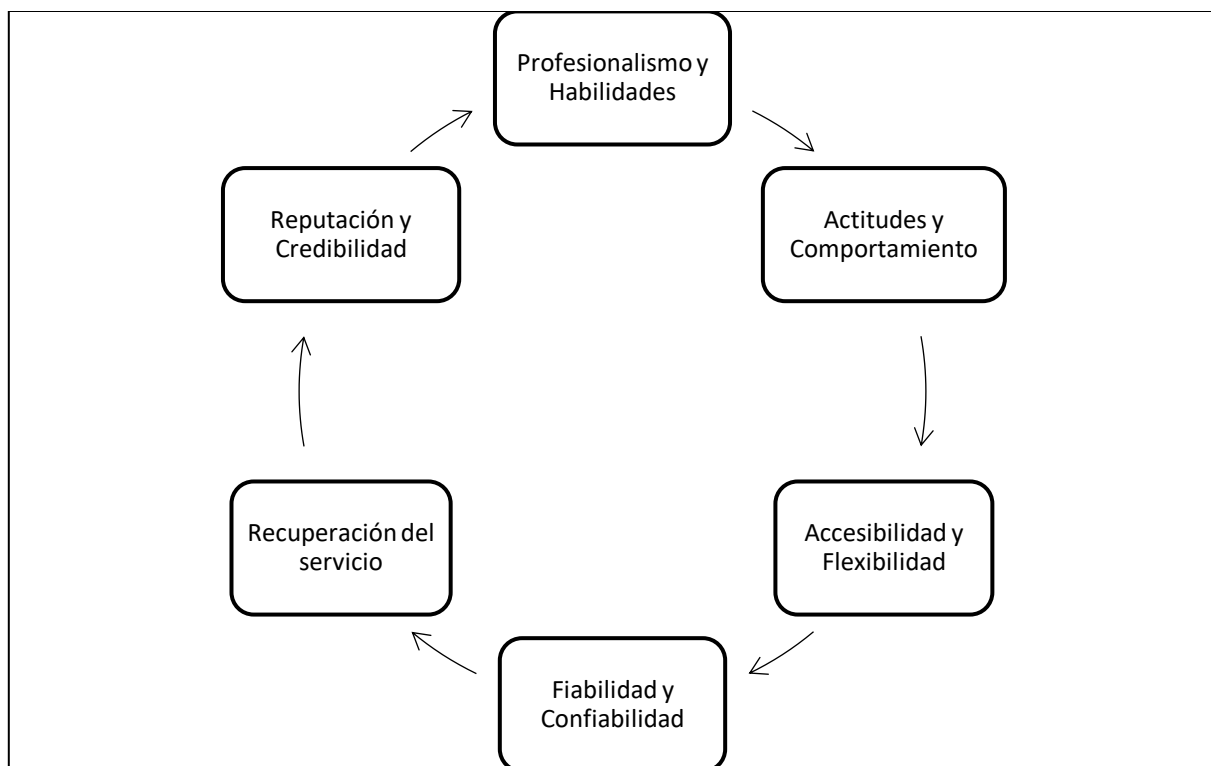 Profesionalismo y
Habilidades
Actitudes y
Comportamiento
Accesibilidad y
Flexibilidad
Fiabilidad y
Confiabilidad
Recuperación del
servicio
Reputación y
Credibilidad